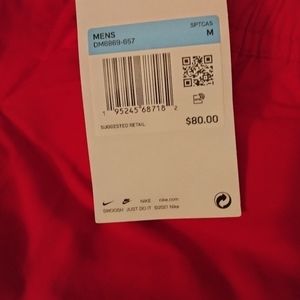 MENS SPTCAS
DM6869-657 M
1 95245 68718 2
SUGGESTED RETAIL $80.00
NIKE nike.com
SWOOSH JUST DO IT ©2021 Nike